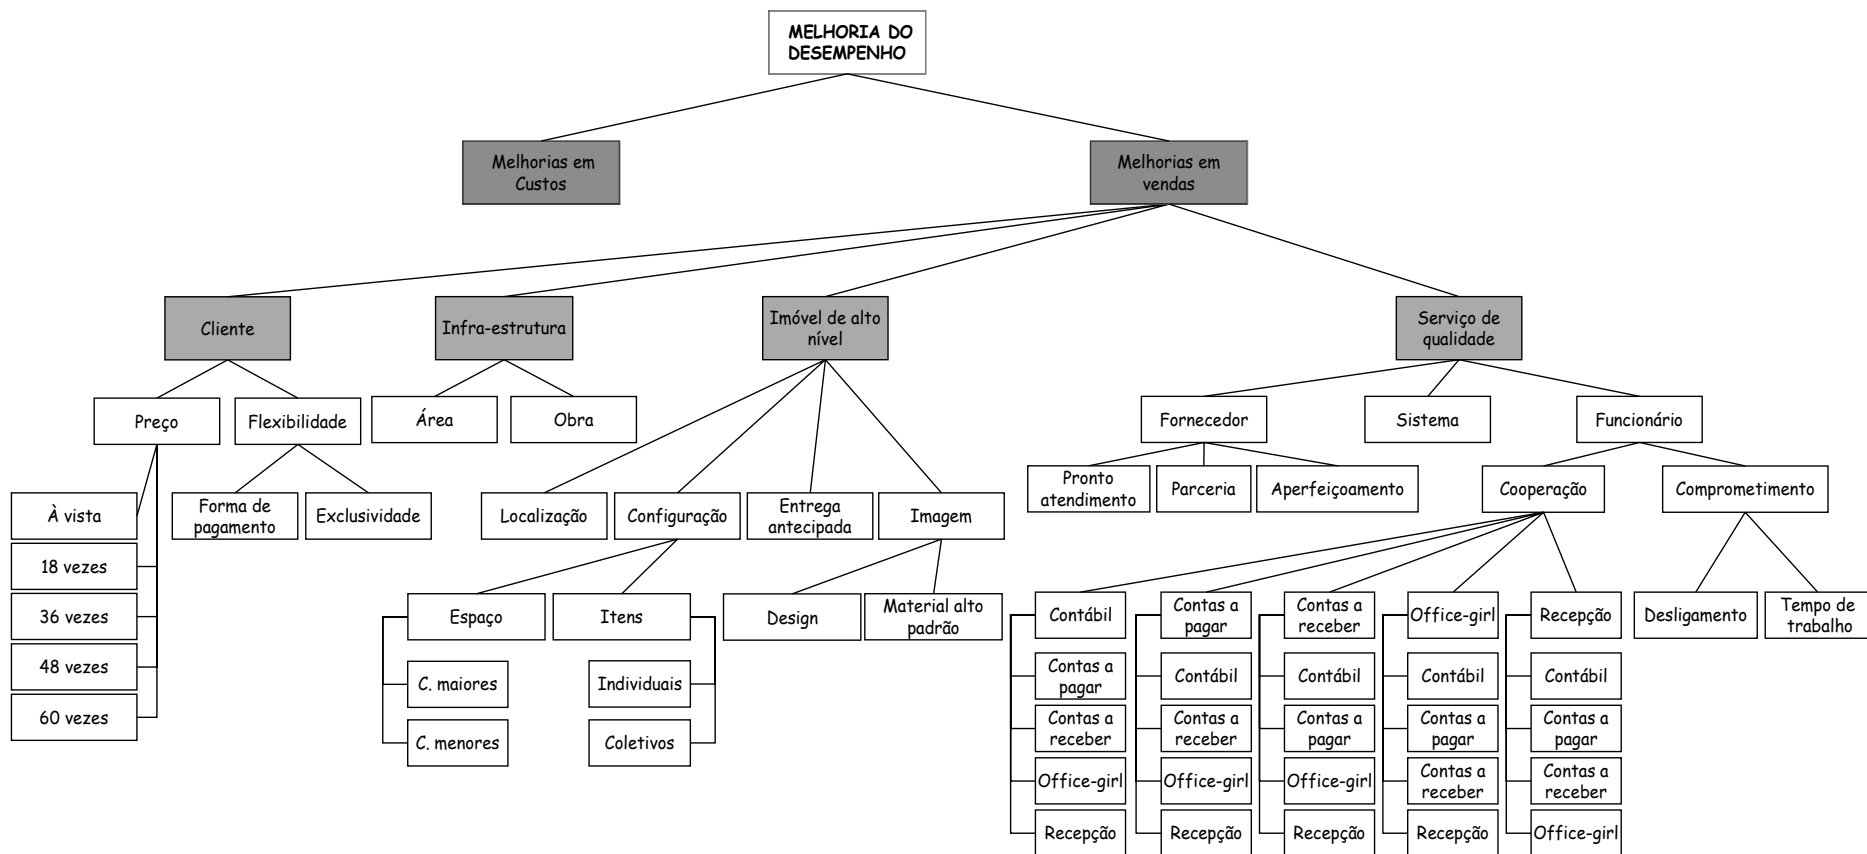 MELHORIA DO
DESEMPENHO
Melhorias em
Custos
Melhorias em
vendas
Cliente
Infra-estrutura
Imóvel de alto
nível
Serviço de
qualidade
Preço
Flexibilidade
Área
Obra
Fornecedor
Sistema
Funcionário
À vista
Forma de
pagamento
Exclusividade
Localização
Configuração
Entrega
antecipada
Imagem
Pronto
atendimento
Parceria
Aperfeiçoamento
Cooperação
Comprometimento
18 vezes
36 vezes
48 vezes
60 vezes
Espaço
Itens
Design
Material alto
padrão
C. maiores
Individuais
C. menores
Coletivos
Contábil
Contas a
pagar
Contas a
receber
Office-girl
Recepção
Desligamento
Tempo de
trabalho
Contas a
pagar
Contábil
Contábil
Contábil
Contábil
Contas a
receber
Contas a
receber
Contas a
pagar
Contas a
pagar
Contas a
pagar
Office-girl
Office-girl
Office-girl
Contas a
receber
Contas a
receber
Recepção
Recepção
Recepção
Recepção
Office-girl